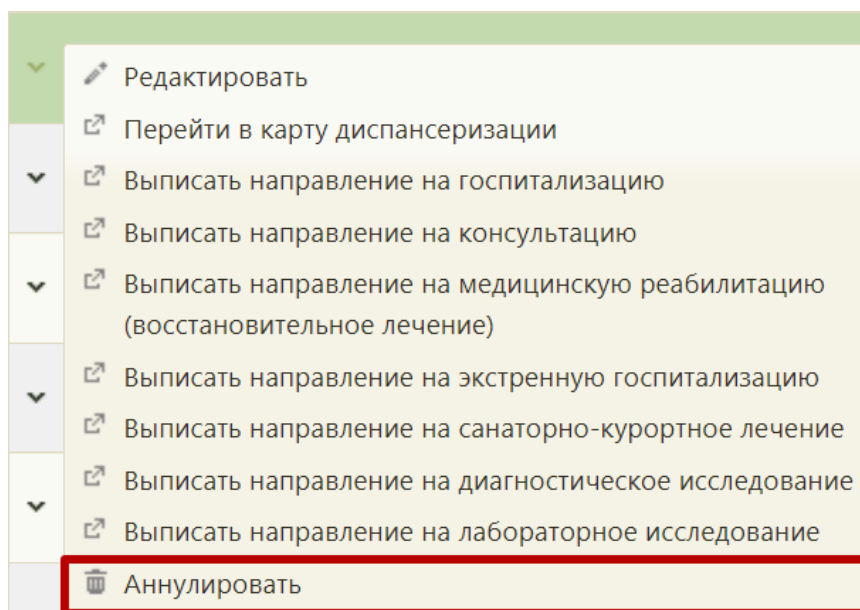 Редактировать
Перейти в карту диспансеризации
Выписать направление на госпитализацию
Выписать направление на консультацию
Выписать направление на медицинскую реабилитацию
(восстановительное лечение)
Выписать направление на экстренную госпитализацию
Выписать направление на санаторно-курортное лечение
Выписать направление на диагностическое исследование
Выписать направление на лабораторное исследование
Аннулировать